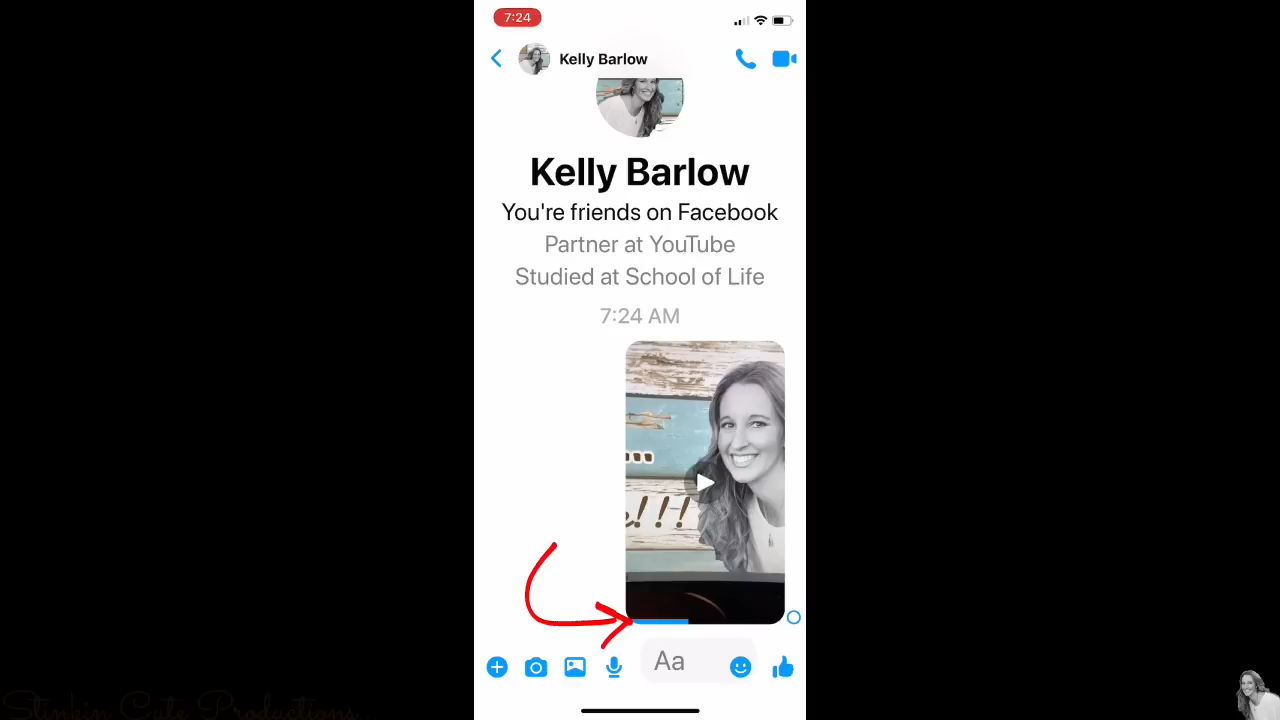 7:24
Kelly Barlow
Kelly Barlow
You're friends on Facebook
Partner at YouTube
Studied at School of Life
7:24 AM
...
!!!
Aa
Stinkin Cute Productions